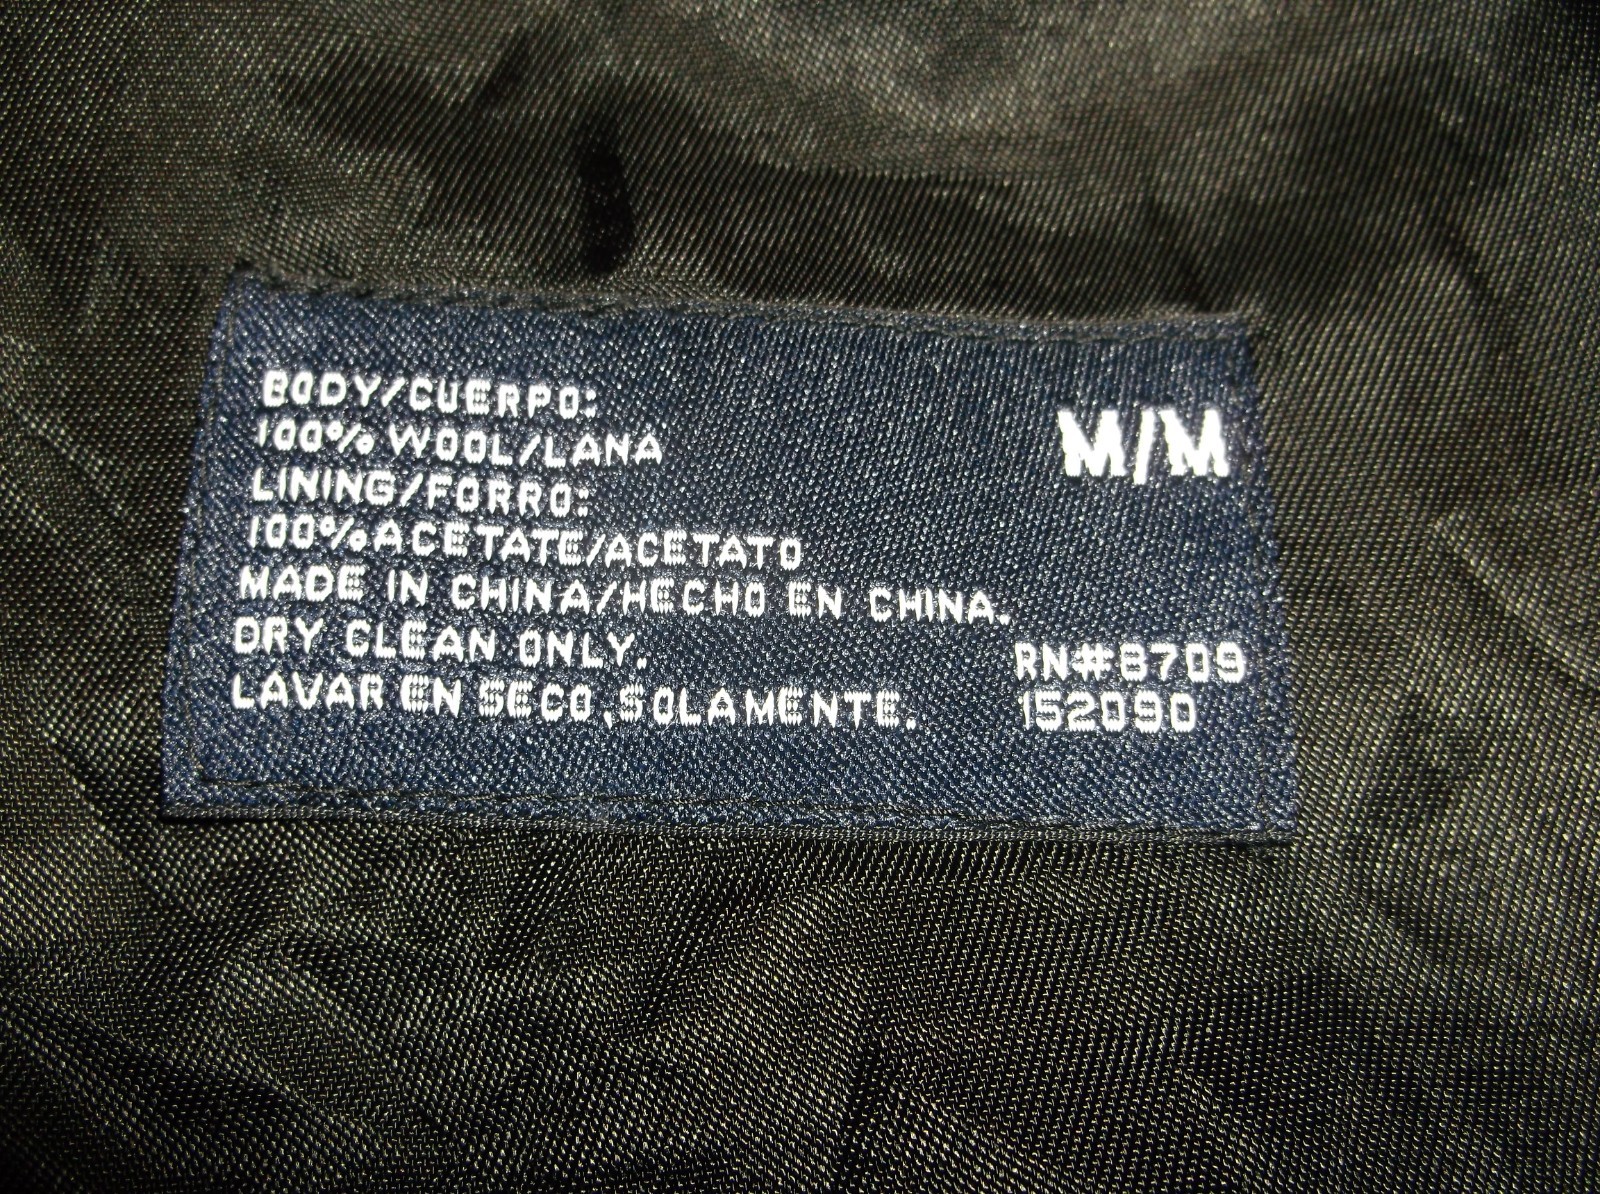 BODY/CUERPO:
100% WOOL/LANA
M/M
LINING/FORRO:
100% ACETATE/ACETATO
MADE IN CHINA/HECHO EN CHINA.
DRY CLEAN ONLY.
LAVAR EN SECO ,SOLAMENTE.
RN#8709
152090